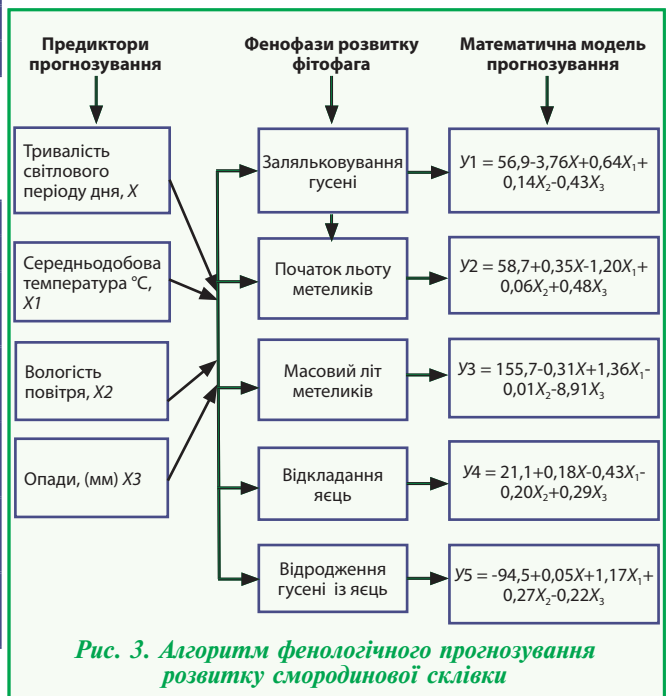 Предиктори
прогнозування
Фенофази розвитку
фітофага
Математична модель
прогнозування
Тривалість
світлового
періоду дня, X
Середньодобова
температура °C,
X1
Вологість
повітря, X2
Опади, (мм) X3
Заляльковування
гусені
Початок льоту
метеликів
Масовий літ
метеликів
Відкладання
яєць
Відродження
гусені із яєць
У1 = 56,9-3,76X+0,64X₁+
0,14X₂-0,43X₃
У2 = 58,7+0,35X-1,20X₁+
0,06X₂+0,48X₃
У3 = 155,7-0,31X+1,36X₁-
0,01X₂-8,91X₃
У4 = 21,1+0,18X-0,43X₁-
0,20X₂+0,29X₃
У5 = -94,5+0,05X+1,17X₁+
0,27X₂-0,22X₃
Рис. 3. Алгоритм фенологічного прогнозування
розвитку смородинової склівки